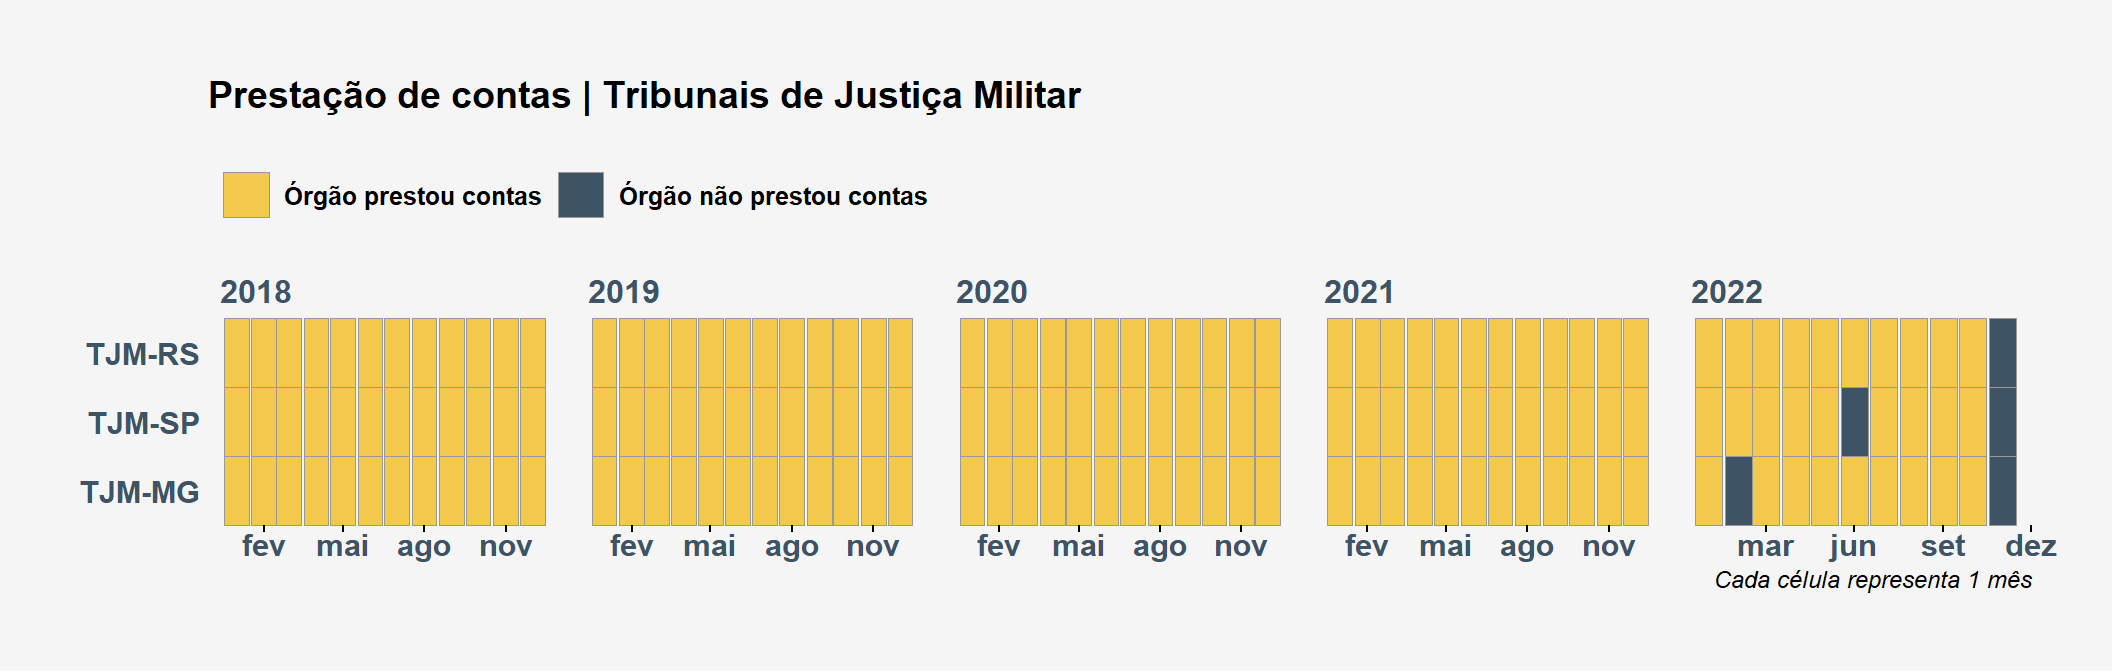 Prestação de contas | Tribunais de Justiça Militar
Órgão prestou contas Órgão não prestou contas
2018 2019 2020 2021 2022
TJM-RS
TJM-SP
TJM-MG
fev mai ago nov fev mai ago nov fev mai ago nov fev mai ago nov mar jun set dez
Cada célula representa 1 mês